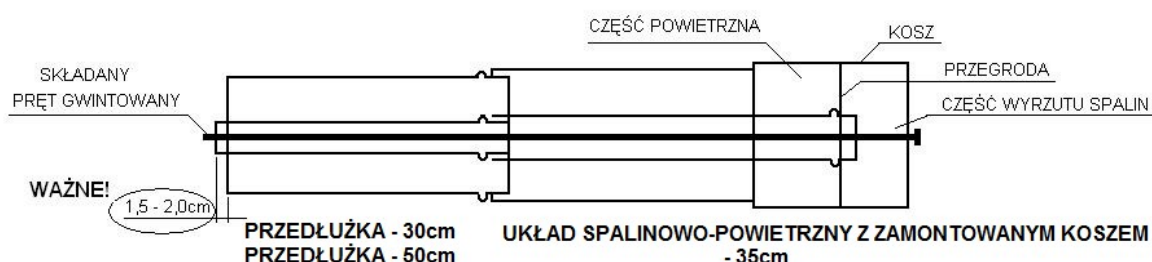 CZĘŚĆ POWIETRZNA
KOSZ
SKŁADANY
PRĘT GWINTOWANY
PRZEGRODA
CZĘŚĆ WYRZUTU SPALIN
WAŻNE!
1,5 - 2,0cm
PRZEDŁUŻKA - 30cm
PRZEDŁUŻKA - 50cm
UKŁAD SPALINOWO-POWIETRZNY Z ZAMONTOWANYM KOSZEM
- 35cm